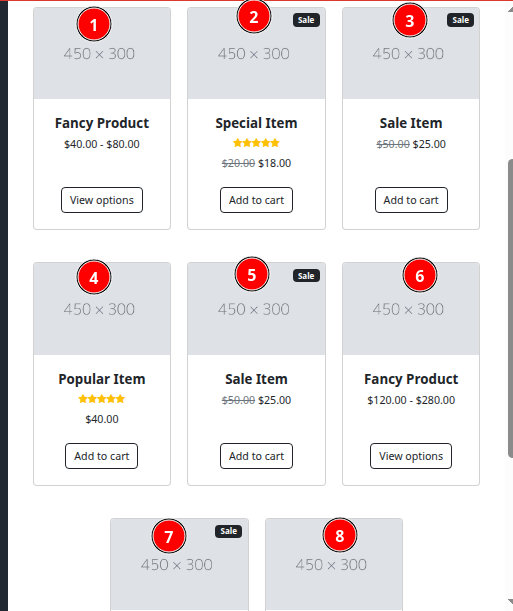 1
2
Sale
3
Sale
450 × 300
450 × 300
450 × 300
Fancy Product
$40.00 - $80.00
View options
Special Item
$20.00 $18.00
Add to cart
Sale Item
$50.00 $25.00
Add to cart
4
5
Sale
6
450 × 300
450 × 300
450 × 300
Popular Item
$40.00
Add to cart
Sale Item
$50.00 $25.00
Add to cart
Fancy Product
$120.00 - $280.00
View options
7
Sale
8
450 × 300
450 × 300